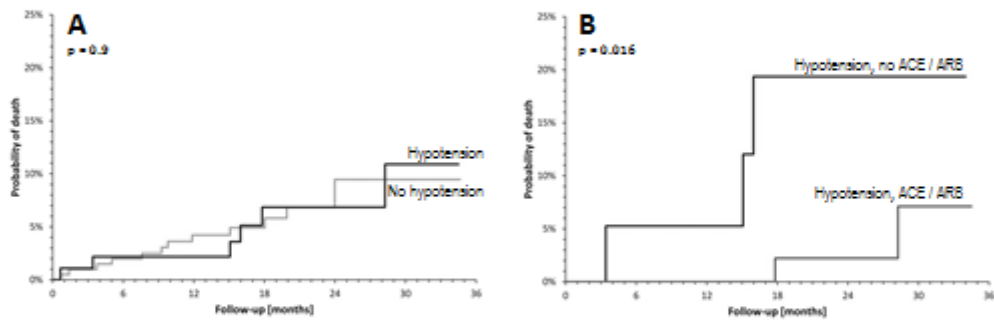 A
p = 0.9
25%
20%
15%
10%
5%
0%
Probability of death
Hypotension
No hypotension
0 6 12 18 24 30 36
Follow-up [months]
B
p = 0.016
25%
20%
15%
10%
5%
0%
Probability of death
Hypotension, no ACE / ARB
Hypotension, ACE / ARB
0 6 12 18 24 30 36
Follow-up [months]